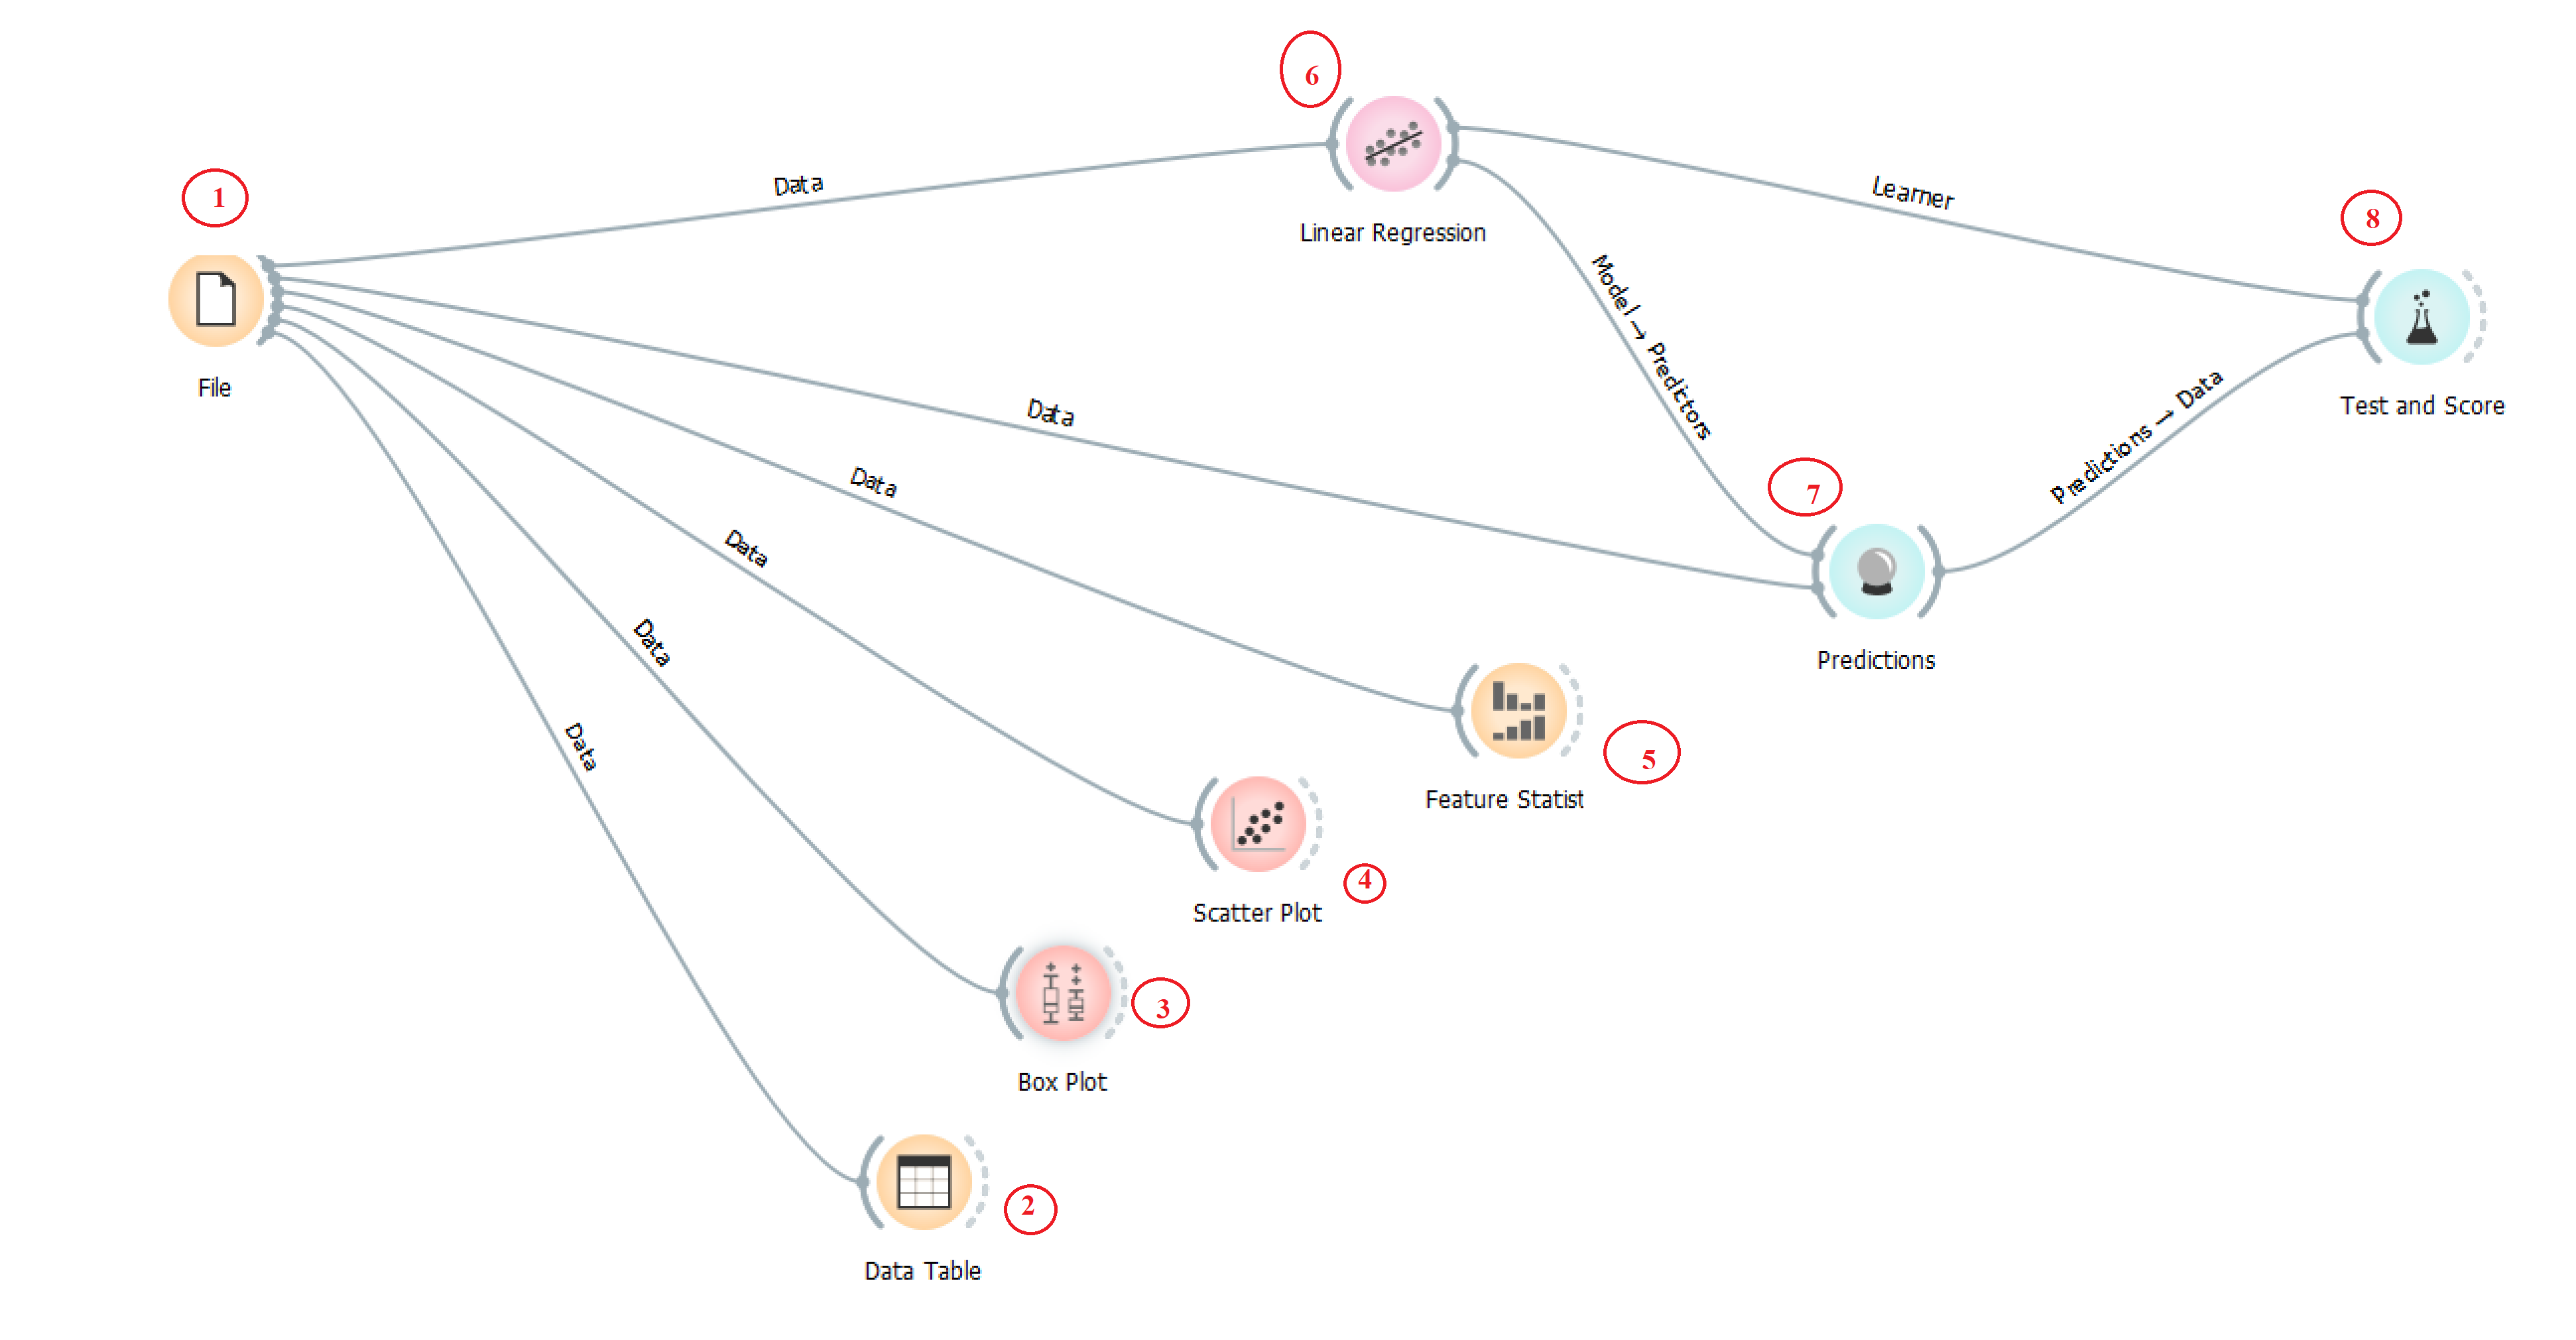 6
1
Data
Learner
8
Linear Regression
Model → Predictors
File
Data
Predictions → Data
Test and Score
Data
7
Data
Data
Predictions
Data
5
Feature Statist
4
Scatter Plot
3
Box Plot
2
Data Table